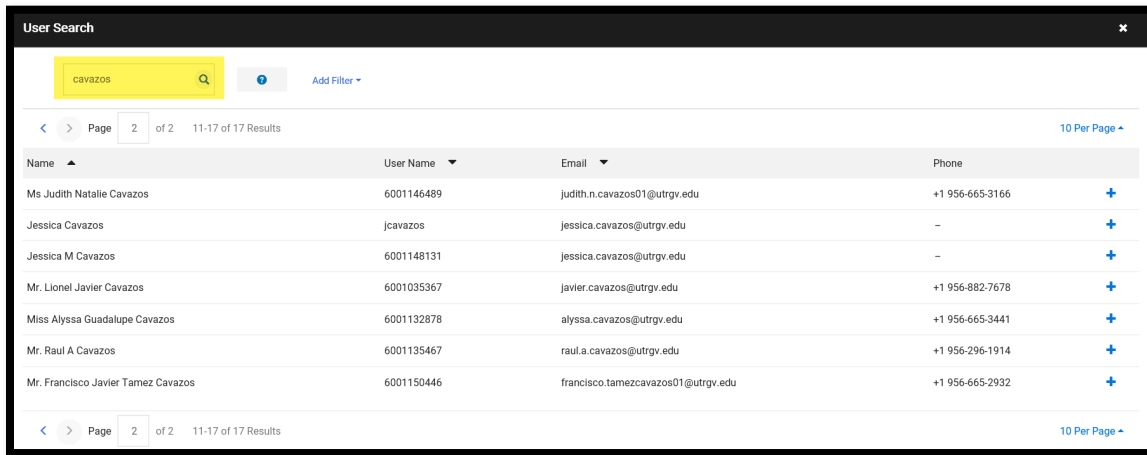 User Search
cavazos Add Filter
Page 2 of 2 11-17 of 17 Results 10 Per Page
Name User Name Email Phone
Ms Judith Natalie Cavazos 6001146489 judith.n.cavazos01@utrgv.edu +1 956-665-3166
Jessica Cavazos jcavazos jessica.cavazos@utrgv.edu –
Jessica M Cavazos 6001148131 jessica.cavazos@utrgv.edu –
Mr. Lionel Javier Cavazos 6001035367 javier.cavazos@utrgv.edu +1 956-882-7678
Miss Alyssa Guadalupe Cavazos 6001132878 alyssa.cavazos@utrgv.edu +1 956-665-3441
Mr. Raul A Cavazos 6001135467 raul.a.cavazos@utrgv.edu +1 956-296-1914
Mr. Francisco Javier Tamez Cavazos 6001150446 francisco.tamezcavazos01@utrgv.edu +1 956-665-2932
Page 2 of 2 11-17 of 17 Results 10 Per Page